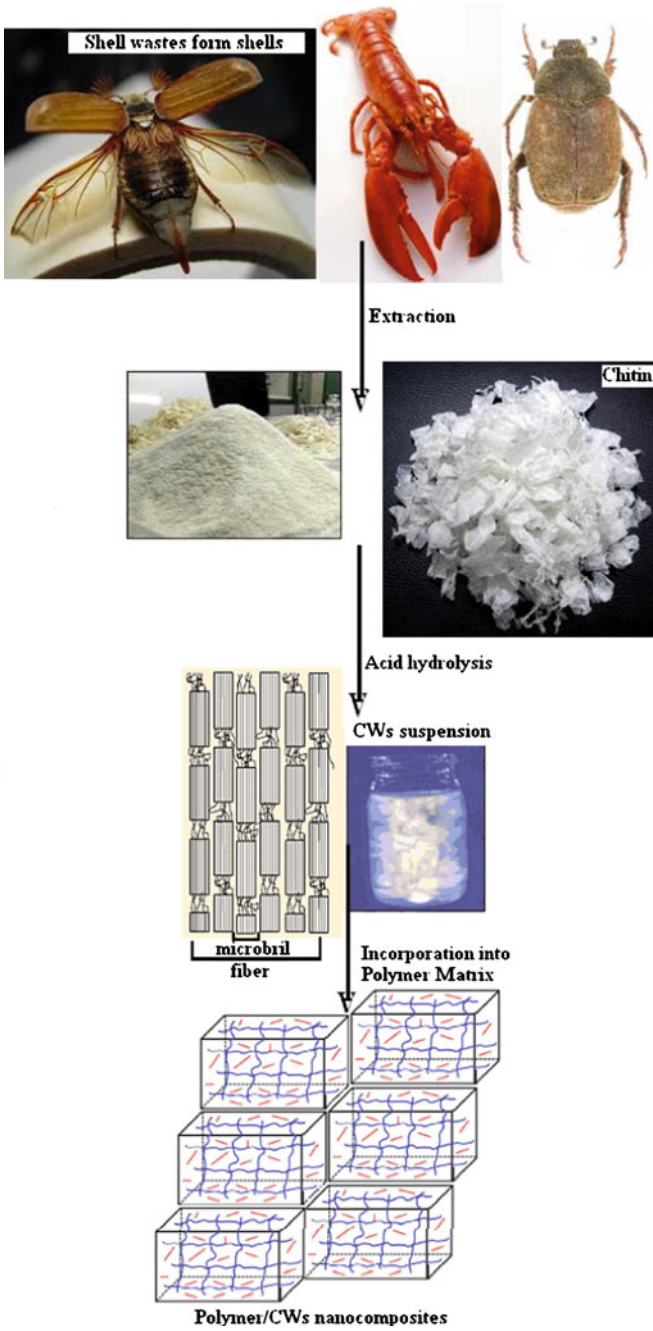 Shell wastes form shells
Extraction
Chitin
Acid hydrolysis
CWs suspension
microbril
fiber
Incorporation into
Polymer Matrix
Polymer/CWs nanocomposites